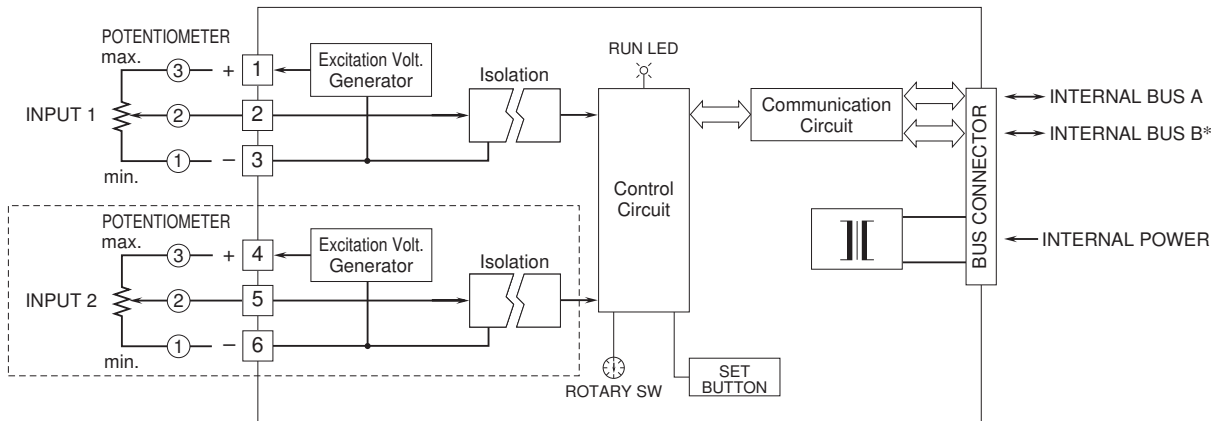 POTENTIOMETER
max.
3
+
1
Excitation Volt.
Generator
Isolation
INPUT 1
2
2
1
–
3
min.
RUN LED
Control
Circuit
Communication
Circuit
BUS CONNECTOR
INTERNAL BUS A
INTERNAL BUS B*
INTERNAL POWER
POTENTIOMETER
max.
3
+
4
Excitation Volt.
Generator
Isolation
INPUT 2
2
5
1
–
6
min.
ROTARY SW
SET
BUTTON